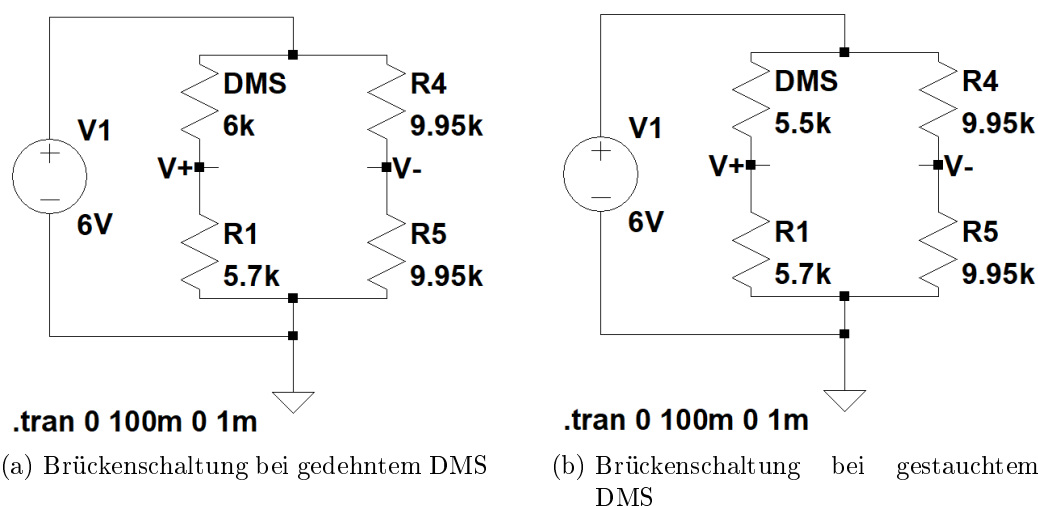 DMS
6k
R4
9.95k
V1
6V
V+
V-
R1
5.7k
R5
9.95k
.tran 0 100m 0 1m
(a) Brückenschaltung bei gedehntem DMS
DMS
5.5k
R4
9.95k
V1
6V
V+
V-
R1
5.7k
R5
9.95k
.tran 0 100m 0 1m
(b) Brückenschaltung bei gestauchtem
DMS